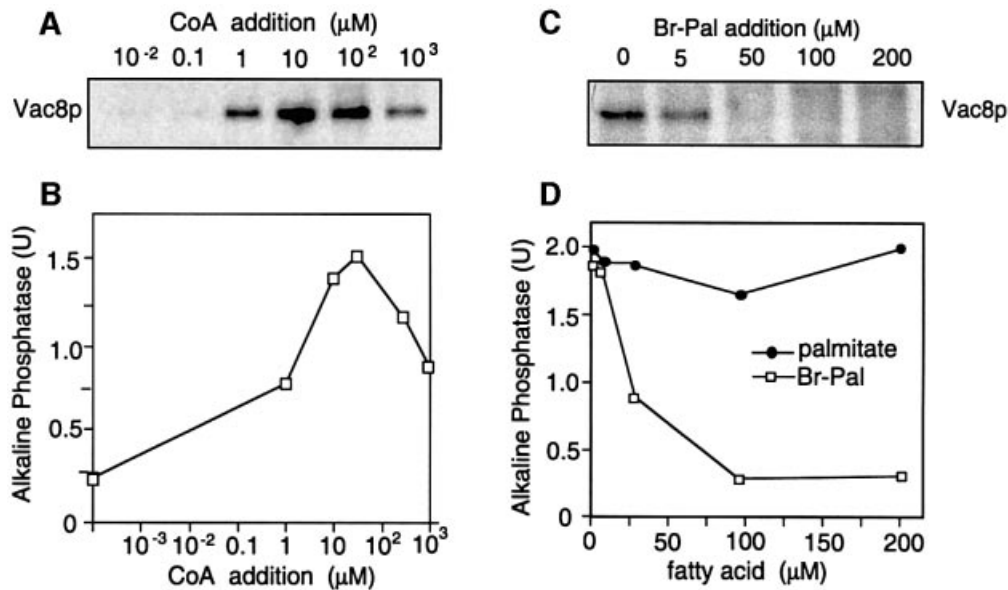 A
CoA addition (µM)
10⁻² 0.1 1 10 10² 10³
Vac8p
B
Alkaline Phosphatase (U)
1.5
1.0
0.5
0
10⁻³ 10⁻² 0.1 1 10 10² 10³
CoA addition (µM)
C
Br-Pal addition (µM)
0 5 50 100 200
Vac8p
D
Alkaline Phosphatase (U)
2.0
1.5
1.0
0.5
0
palmitate
Br-Pal
0 50 100 150 200
fatty acid (µM)